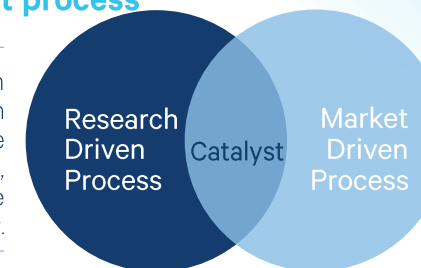 process
Research
Driven
Process
Catalyst
Market
Driven
Process